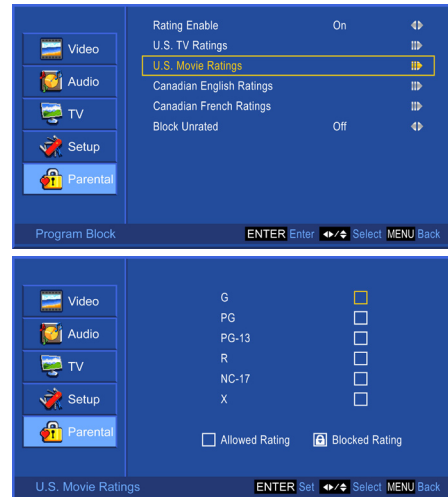 Rating Enable On
Video U.S. TV Ratings
U.S. Movie Ratings
Audio Canadian English Ratings
TV Canadian French Ratings
Block Unrated Off
Setup
Parental
Program Block ENTER Enter Select MENU Back
G
Video PG
Audio PG-13
TV R
NC-17
Setup X
Parental Allowed Rating Blocked Rating
U.S. Movie Ratings ENTER Set Select MENU Back